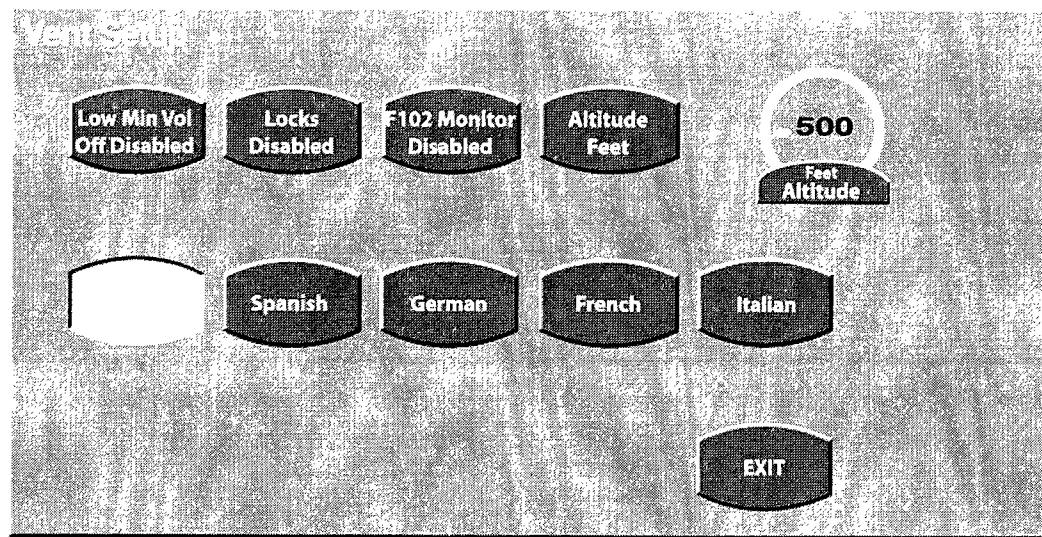 Vent Setup
Low Min Vol
Off Disabled
Locks
Disabled
F102 Monitor
Disabled
Altitude
Feet
500
Feet
Altitude
Spanish
German
French
Italian
EXIT